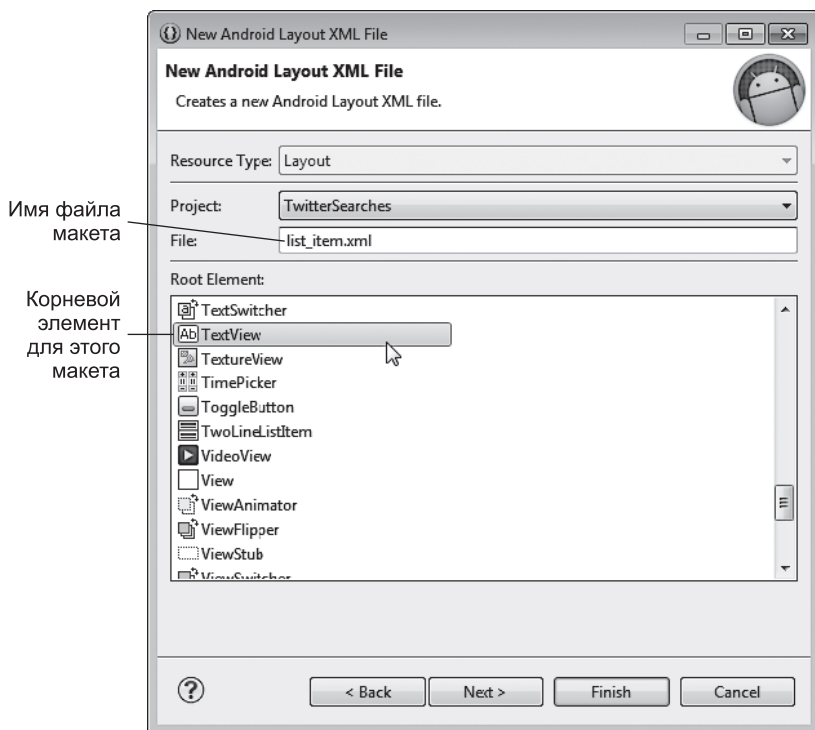 New Android Layout XML File
New Android Layout XML File
Creates a new Android Layout XML file.
Resource Type: Layout
Project: TwitterSearches
Имя файла
макета
File: list_item.xml
Root Element:
Корневой
элемент
для этого
макета
TextSwitcher
Ab TextView
TextureView
TimePicker
ToggleButton
TwoLineListItem
VideoView
View
ViewAnimator
ViewFlipper
ViewStub
ViewSwitcher
?
< Back
Next >
Finish
Cancel